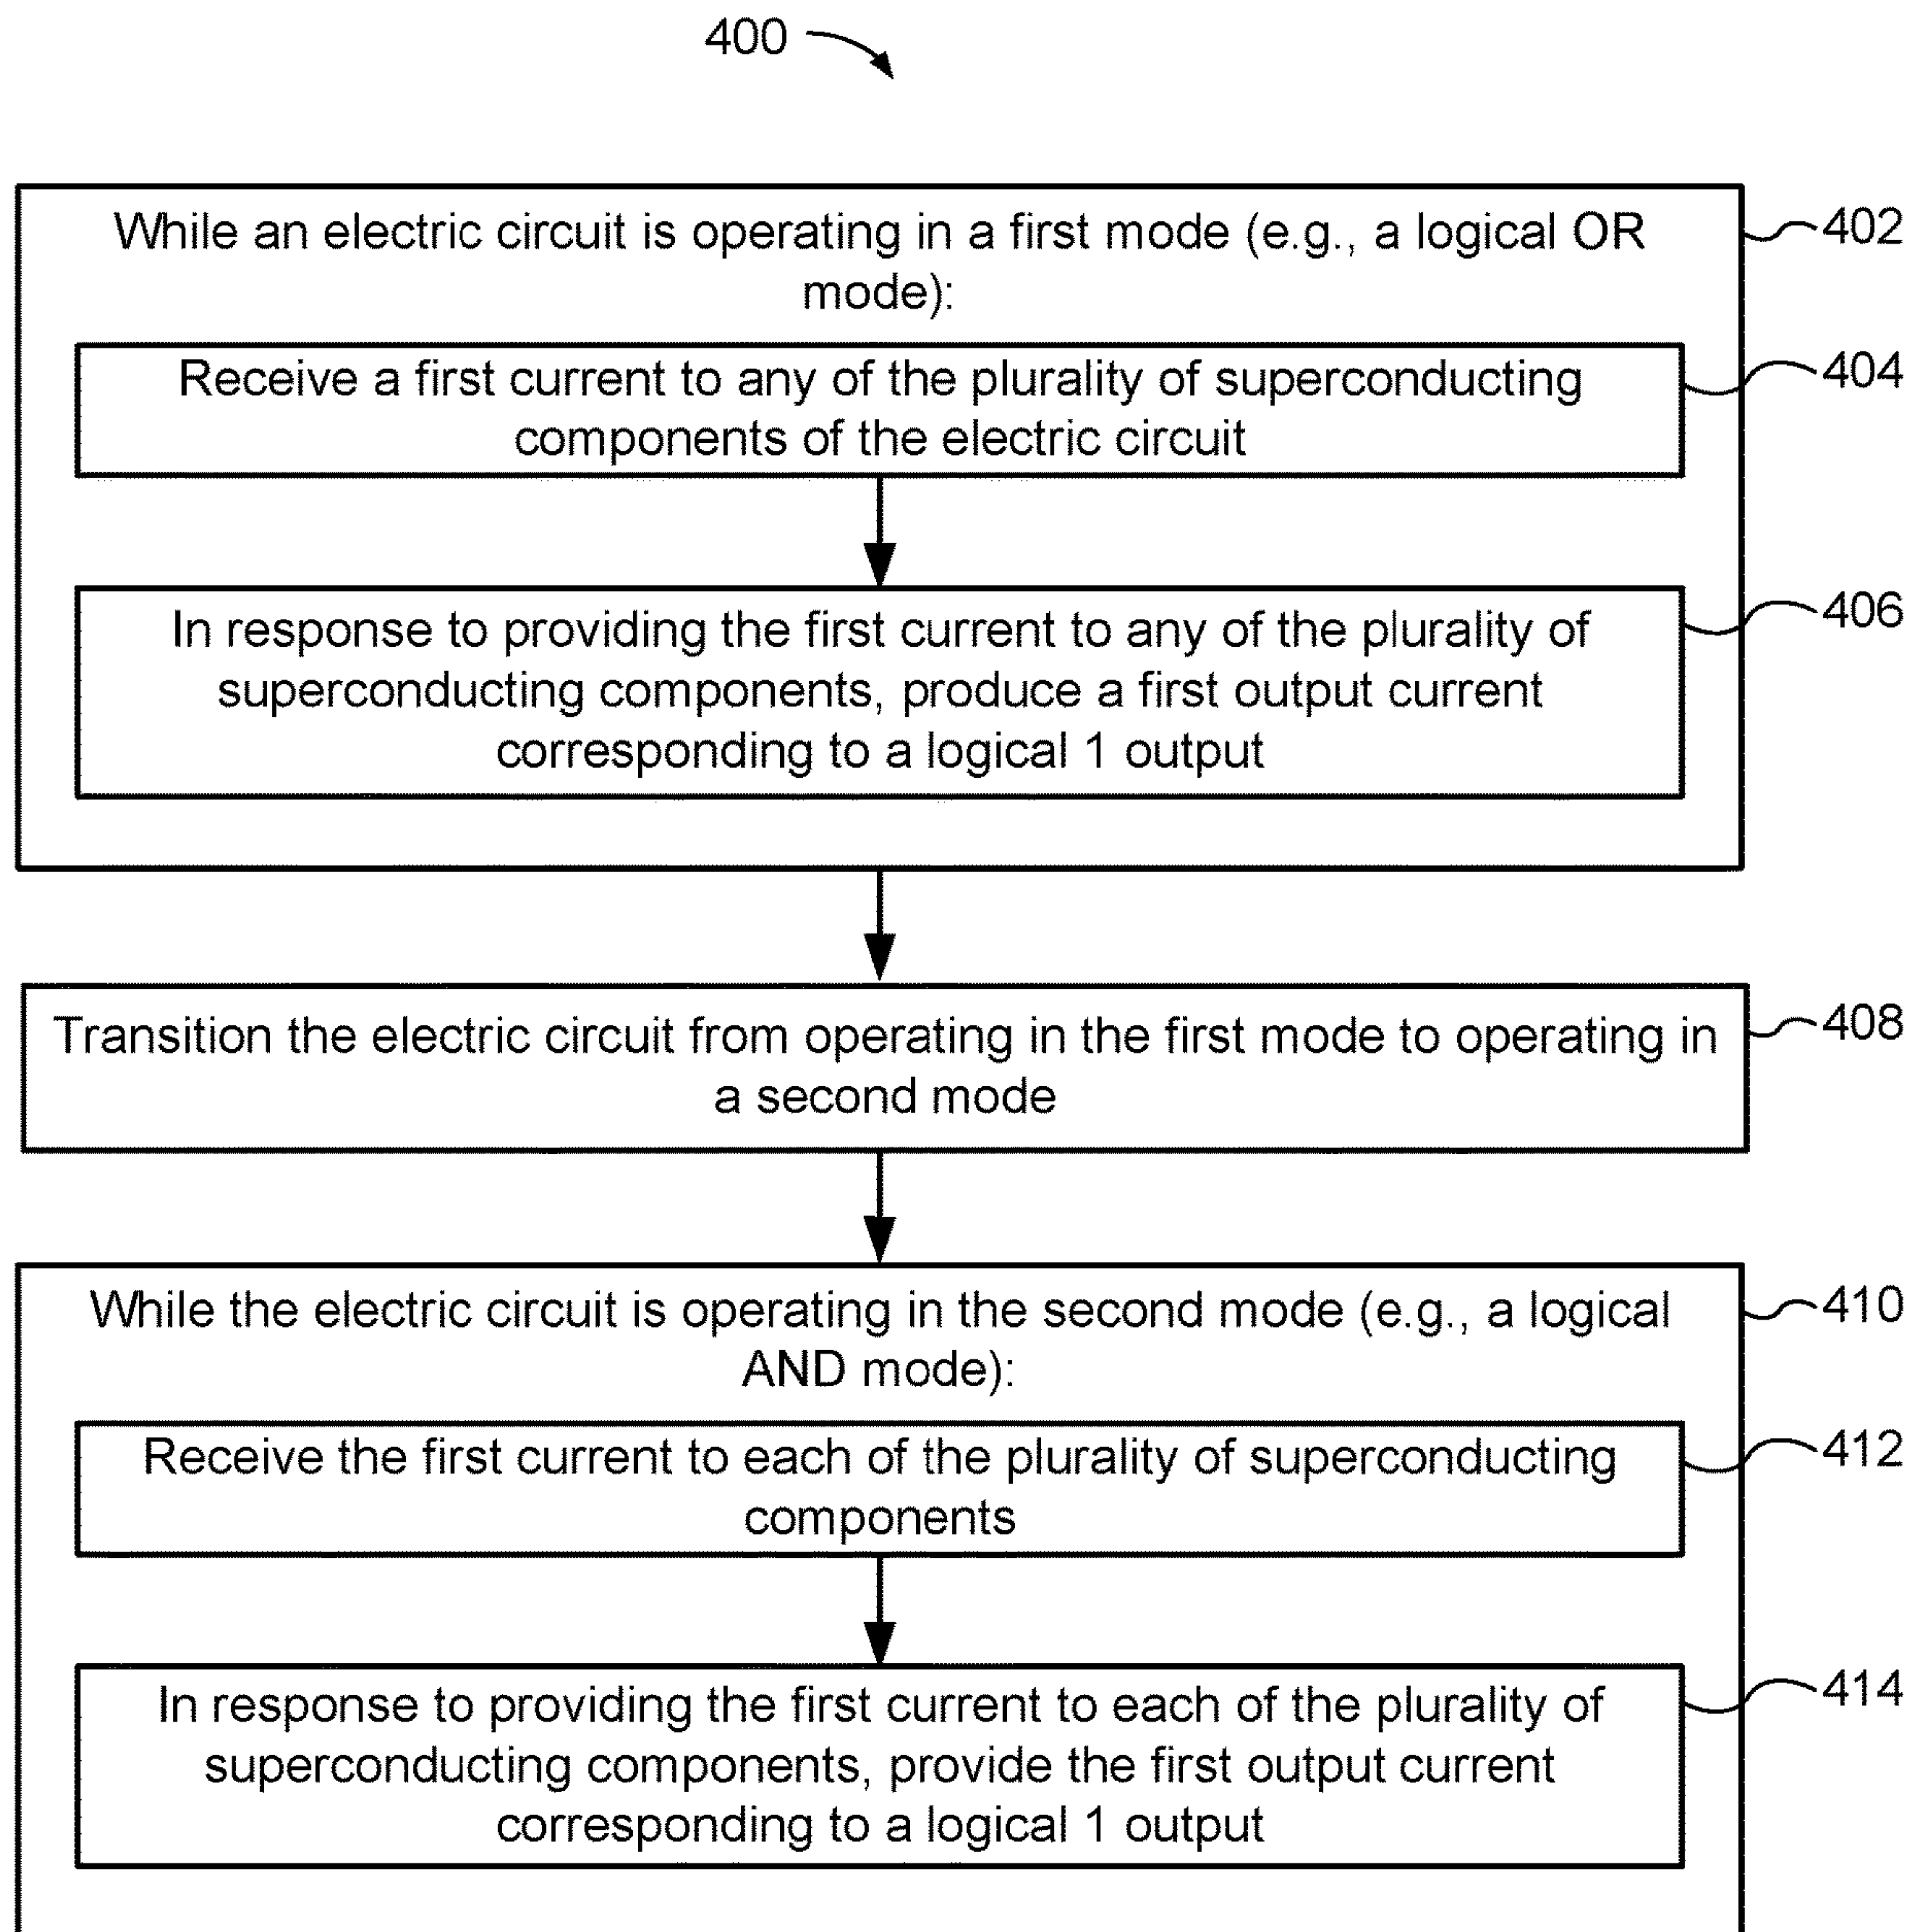 400
While an electric circuit is operating in a first mode (e.g., a logical OR
mode):
402
Receive a first current to any of the plurality of superconducting
components of the electric circuit
404
In response to providing the first current to any of the plurality of
superconducting components, produce a first output current
corresponding to a logical 1 output
406
Transition the electric circuit from operating in the first mode to operating in
a second mode
408
While the electric circuit is operating in the second mode (e.g., a logical
AND mode):
410
Receive the first current to each of the plurality of superconducting
components
412
In response to providing the first current to each of the plurality of
superconducting components, provide the first output current
corresponding to a logical 1 output
414